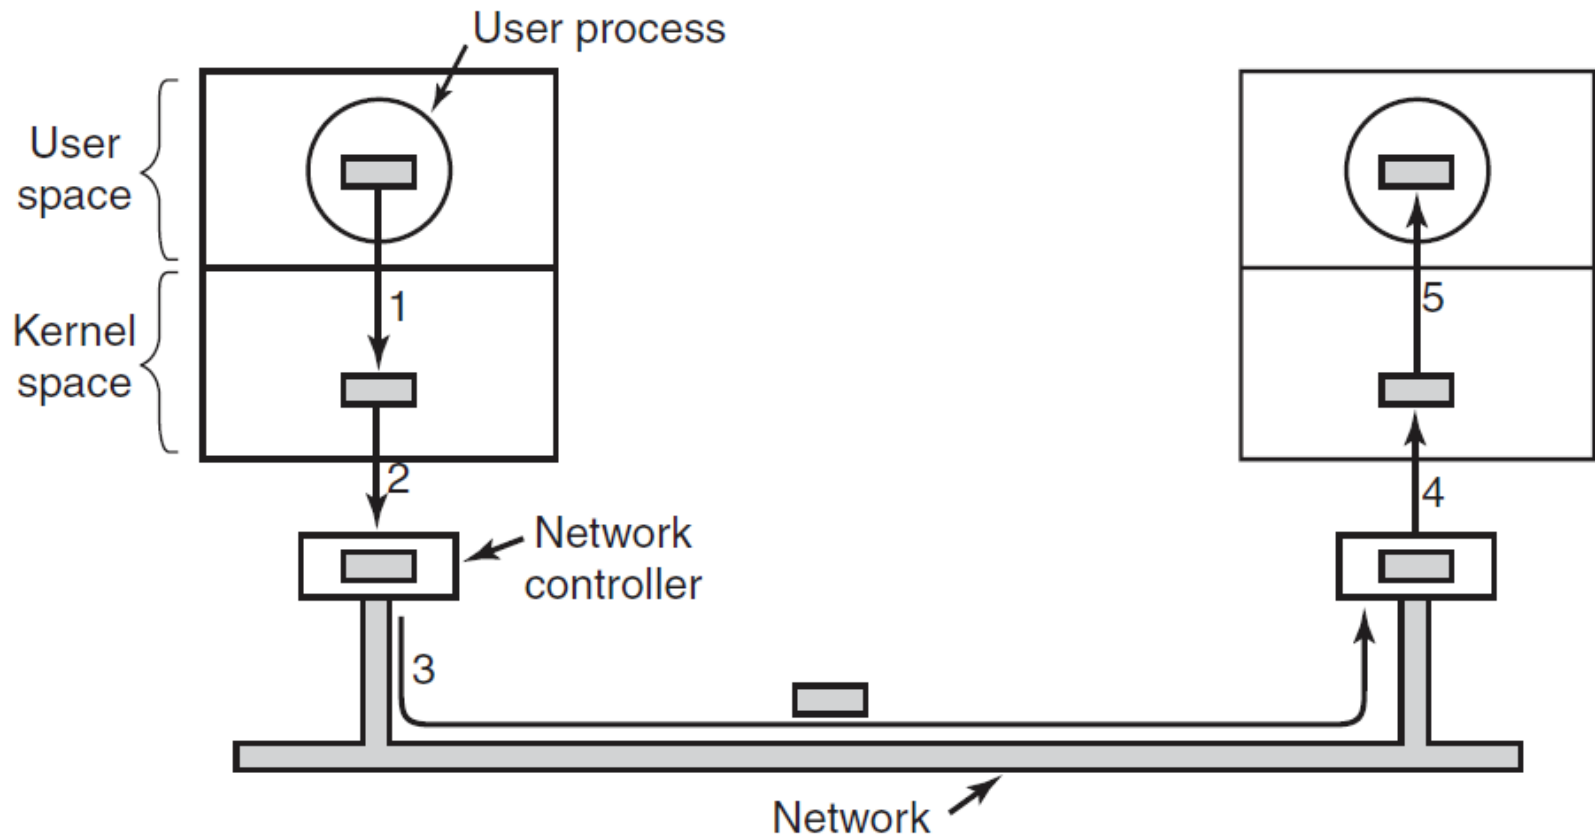 User process
User
space
1
5
Kernel
space
2
4
Network
controller
3
Network